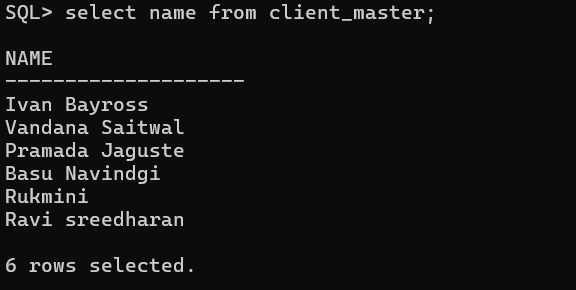 SQL> select name from client_master;
NAME
--------------------
Ivan Bayross
Vandana Saitwal
Pramada Jaguste
Basu Navindgi
Rukmini
Ravi sreedharan
6 rows selected.